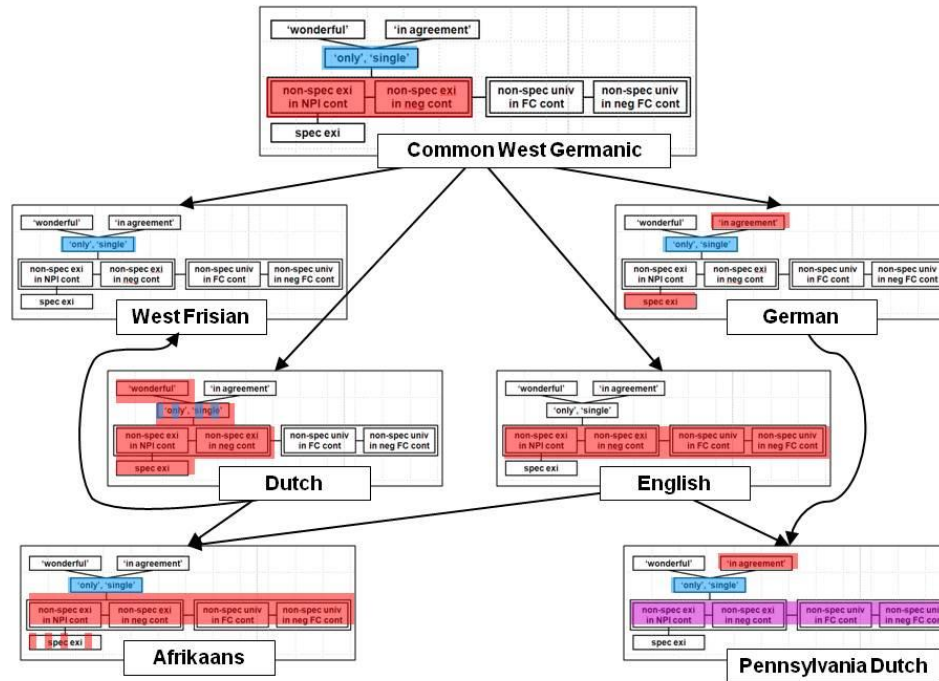 ‘wonderful’ ‘in agreement’
‘only’, ‘single’
non-spec exi in NPI cont non-spec exi in neg cont non-spec univ in FC cont non-spec univ in neg FC cont
spec exi
Common West Germanic
‘wonderful’ ‘in agreement’
‘only’, ‘single’
non-spec exi in NPI cont non-spec exi in neg cont non-spec univ in FC cont non-spec univ in neg FC cont
spec exi
West Frisian
‘wonderful’ ‘in agreement’
‘only’, ‘single’
non-spec exi in NPI cont non-spec exi in neg cont non-spec univ in FC cont non-spec univ in neg FC cont
spec exi
German
‘wonderful’ ‘in agreement’
‘only’, ‘single’
non-spec exi in NPI cont non-spec exi in neg cont non-spec univ in FC cont non-spec univ in neg FC cont
spec exi
Dutch
‘wonderful’ ‘in agreement’
‘only’, ‘single’
non-spec exi in NPI cont non-spec exi in neg cont non-spec univ in FC cont non-spec univ in neg FC cont
spec exi
English
‘wonderful’ ‘in agreement’
‘only’, ‘single’
non-spec exi in NPI cont non-spec exi in neg cont non-spec univ in FC cont non-spec univ in neg FC cont
spec exi
Afrikaans
‘wonderful’ ‘in agreement’
‘only’, ‘single’
non-spec exi in NPI cont non-spec exi in neg cont non-spec univ in FC cont non-spec univ in neg FC cont
spec exi
Pennsylvania Dutch